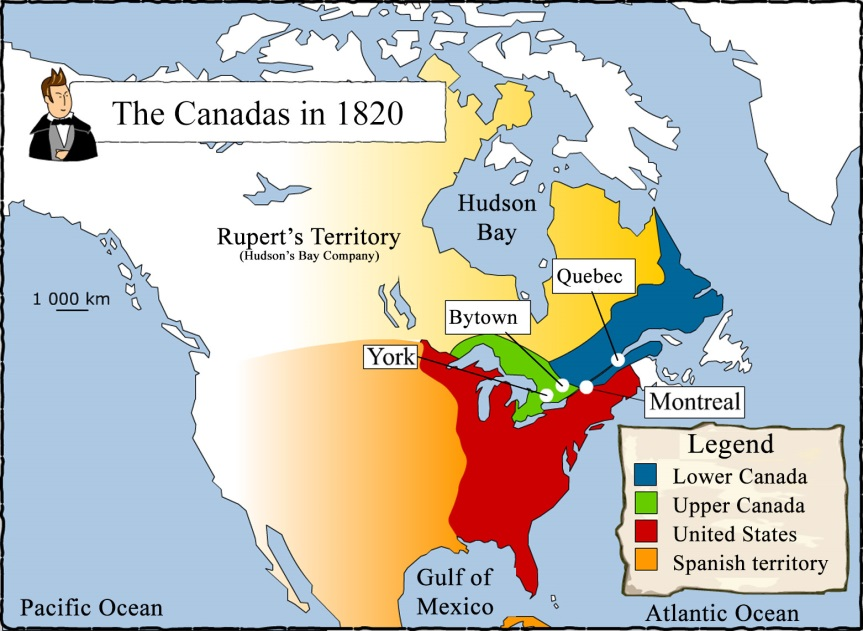 The Canadas in 1820
Hudson
Bay
Rupert's Territory
(Hudson's Bay Company)
Quebec
1 000 km
Bytown
York
Montreal
Legend
Lower Canada
Upper Canada
United States
Spanish territory
Gulf of
Mexico
Pacific Ocean
Atlantic Ocean